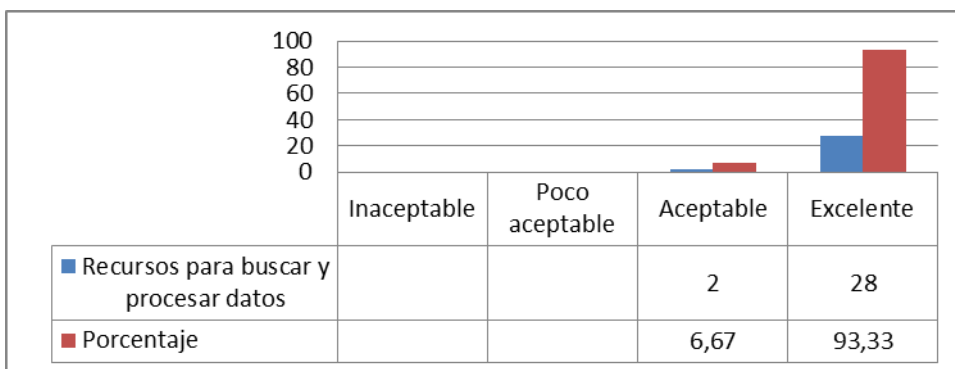 100
80
60
40
20
0
Inaceptable
Poco
aceptable
Aceptable
Excelente
Recursos para buscar y
procesar datos
2
28
Porcentaje
6,67
93,33